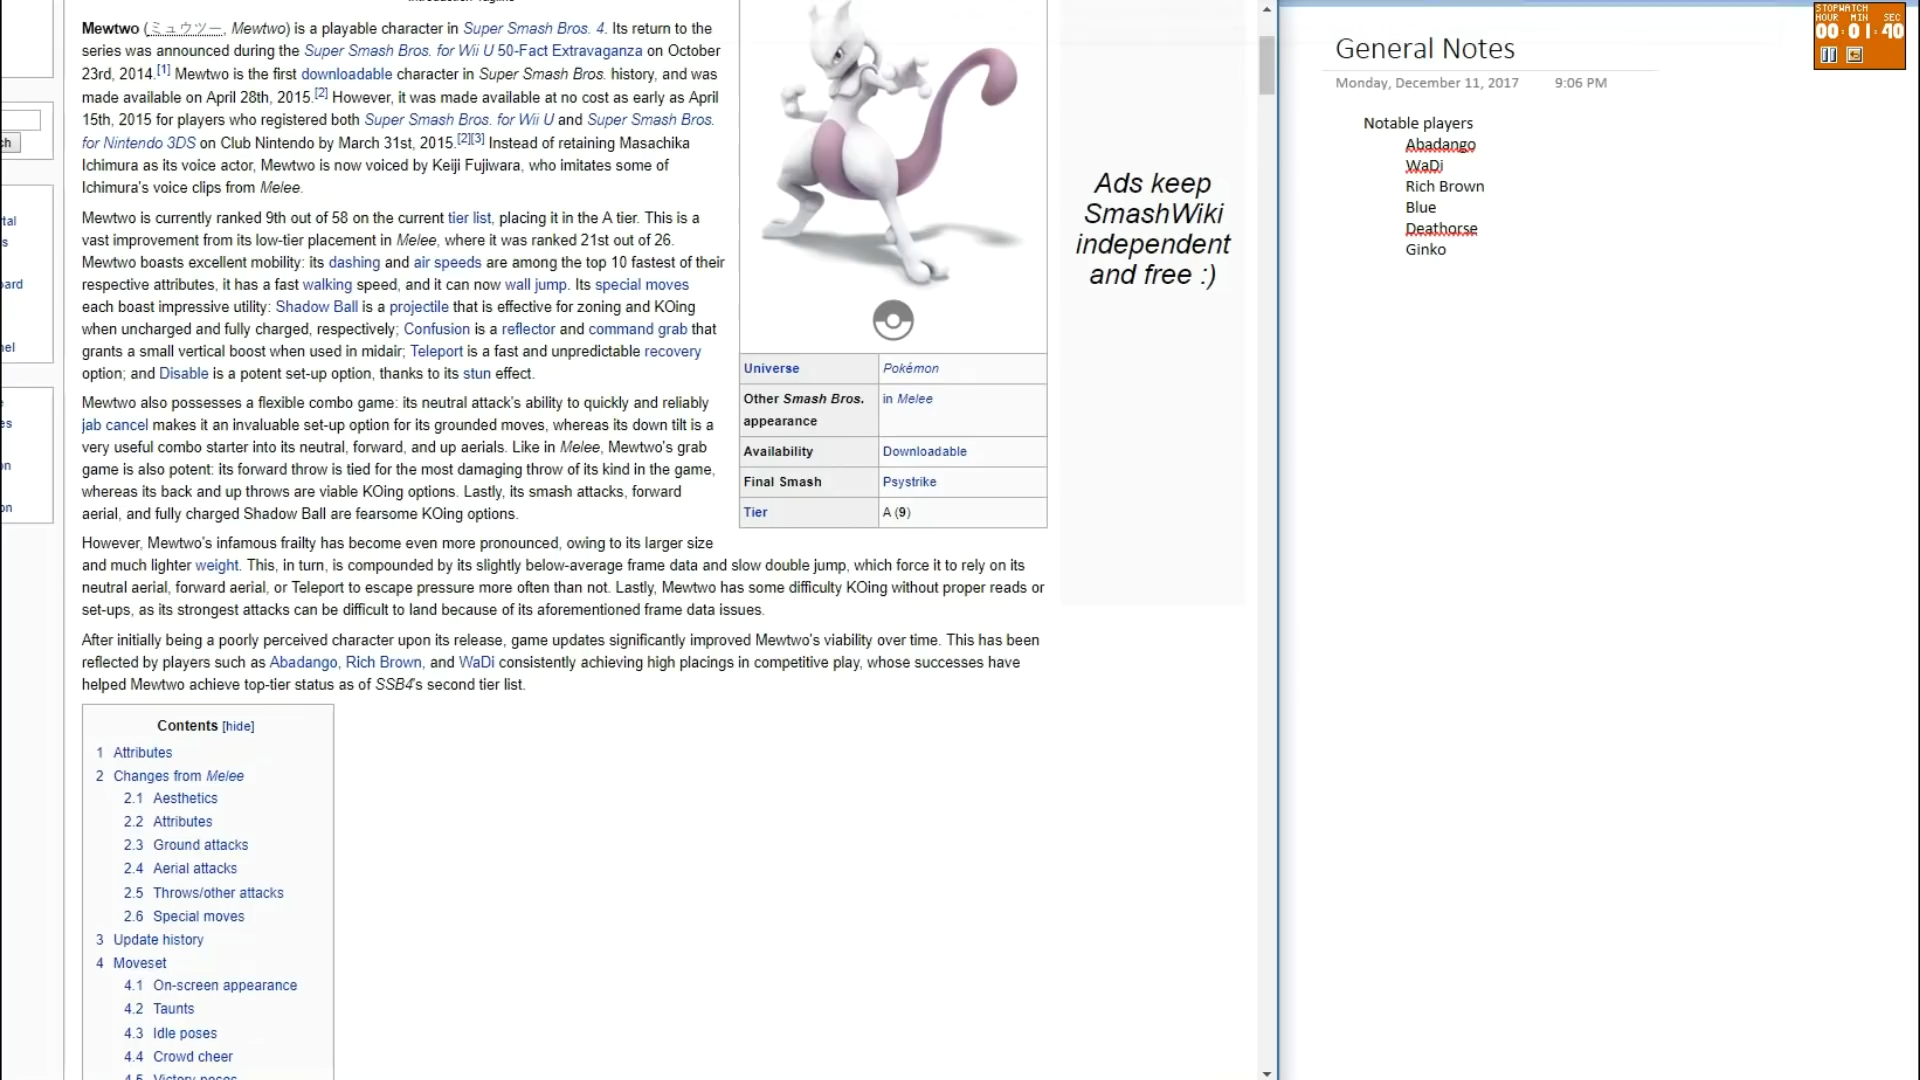 Mewtwo (ミュウツー, Mewtwo) is a playable character in Super Smash Bros. 4. Its return to the
series was announced during the Super Smash Bros. for Wii U 50-Fact Extravaganza on October
23rd, 2014.[1] Mewtwo is the first downloadable character in Super Smash Bros. history, and was
made available on April 28th, 2015.[2] However, it was made available at no cost as early as April
15th, 2015 for players who registered both Super Smash Bros. for Wii U and Super Smash Bros.
for Nintendo 3DS on Club Nintendo by March 31st, 2015.[2][3] Instead of retaining Masachika
Ichimura as its voice actor, Mewtwo is now voiced by Keiji Fujiwara, who imitates some of
Ichimura's voice clips from Melee.
Mewtwo is currently ranked 9th out of 58 on the current tier list, placing it in the A tier. This is a
vast improvement from its low-tier placement in Melee, where it was ranked 21st out of 26.
Mewtwo boasts excellent mobility: its dashing and air speeds are among the top 10 fastest of their
respective attributes, it has a fast walking speed, and it can now wall jump. Its special moves
each boast impressive utility: Shadow Ball is a projectile that is effective for zoning and KOing
when uncharged and fully charged, respectively; Confusion is a reflector and command grab that
grants a small vertical boost when used in midair; Teleport is a fast and unpredictable recovery
option; and Disable is a potent set-up option, thanks to its stun effect.
Mewtwo also possesses a flexible combo game: its neutral attack's ability to quickly and reliably
jab cancel makes it an invaluable set-up option for its grounded moves, whereas its down tilt is a
very useful combo starter into its neutral, forward, and up aerials. Like in Melee, Mewtwo's grab
game is also potent: its forward throw is tied for the most damaging throw of its kind in the game,
whereas its back and up throws are viable KOing options. Lastly, its smash attacks, forward
aerial, and fully charged Shadow Ball are fearsome KOing options.
However, Mewtwo's infamous frailty has become even more pronounced, owing to its larger size
and much lighter weight. This, in turn, is compounded by its slightly below-average frame data and slow double jump, which force it to rely on its
neutral aerial, forward aerial, or Teleport to escape pressure more often than not. Lastly, Mewtwo has some difficulty KOing without proper reads or
set-ups, as its strongest attacks can be difficult to land because of its aforementioned frame data issues.
After initially being a poorly perceived character upon its release, game updates significantly improved Mewtwo's viability over time. This has been
reflected by players such as Abadango, Rich Brown, and WaDi consistently achieving high placings in competitive play, whose successes have
helped Mewtwo achieve top-tier status as of SSB4's second tier list.
Universe Pokémon
Other Smash Bros. appearance in Melee
Availability Downloadable
Final Smash Psystrike
Tier A (9)
Contents [hide]
1 Attributes
2 Changes from Melee
2.1 Aesthetics
2.2 Attributes
2.3 Ground attacks
2.4 Aerial attacks
2.5 Throws/other attacks
2.6 Special moves
3 Update history
4 Moveset
4.1 On-screen appearance
4.2 Taunts
4.3 Idle poses
4.4 Crowd cheer
4.5 Victory poses
Ads keep
SmashWiki
independent
and free :)
General Notes
Monday, December 11, 2017 9:06 PM
Notable players
Abadango
WaDi
Rich Brown
Blue
Deathorse
Ginko
STOPWATCH
HOUR MIN SEC
00:01:40